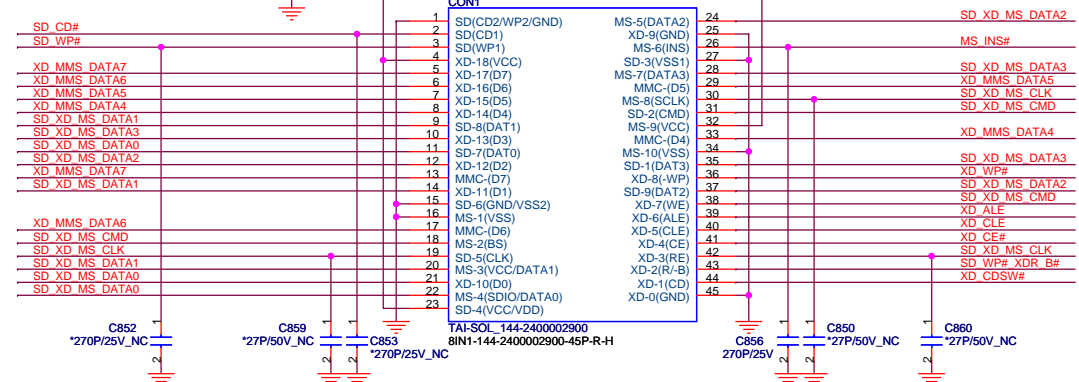 CON1
SD_CD#
SD_WP#
XD_MMS_DATA7
XD_MMS_DATA6
XD_MMS_DATA5
XD_MMS_DATA4
SD_XD_MS_DATA1
SD_XD_MS_DATA3
SD_XD_MS_DATA0
SD_XD_MS_DATA2
XD_MMS_DATA7
SD_XD_MS_DATA1
XD_MMS_DATA6
SD_XD_MS_CMD
SD_XD_MS_CLK
SD_XD_MS_DATA1
SD_XD_MS_DATA0
SD_XD_MS_DATA0
1 SD(CD2/WP2/GND)
2 SD(CD1)
3 SD(WP1)
4 XD-18(VCC)
5 XD-17(D7)
6 XD-16(D6)
7 XD-15(D5)
8 XD-14(D4)
9 SD-8(DAT1)
10 XD-13(D3)
11 SD-7(DAT0)
12 XD-12(D2)
13 MMC-(D7)
14 XD-11(D1)
15 SD-6(GND/VSS2)
16 MS-1(VSS)
17 MMC-(D6)
18 MS-2(BS)
19 SD-5(CLK)
20 MS-3(VCC/DATA1)
21 XD-10(D0)
22 MS-4(SDIO/DATA0)
23 SD-4(VCC/VDD)
MS-5(DATA2) 24
XD-9(GND) 25
MS-6(INS) 26
SD-3(VSS1) 27
MS-7(DATA3) 28
MMC-(D5) 29
MS-8(SCLK) 30
SD-2(CMD) 31
MS-9(VCC) 32
MMC-(D4) 33
MS-10(VSS) 34
SD-1(DAT3) 35
XD-8(-WP) 36
SD-9(DAT2) 37
XD-7(WE) 38
XD-6(ALE) 39
XD-5(CLE) 40
XD-4(CE) 41
XD-3(RE) 42
XD-2(R/-B) 43
XD-1(CD) 44
XD-0(GND) 45
SD_XD_MS_DATA2
MS_INS#
SD_XD_MS_DATA3
XD_MMS_DATA5
SD_XD_MS_CLK
SD_XD_MS_CMD
XD_MMS_DATA4
SD_XD_MS_DATA3
XD_WP#
SD_XD_MS_DATA2
SD_XD_MS_CMD
XD_ALE
XD_CLE
XD_CE#
SD_XD_MS_CLK
SD_WP#_XDR_B#
XD_CDSW#
TAI-SOL_144-2400002900
8IN1-144-2400002900-45P-R-H
C852
*270P/25V_NC
1
2
C859
*27P/50V_NC
1
2
C853
*270P/25V_NC
1
2
C856
270P/25V
1
2
C850
*27P/50V_NC
1
2
C860
*27P/50V_NC
1
2